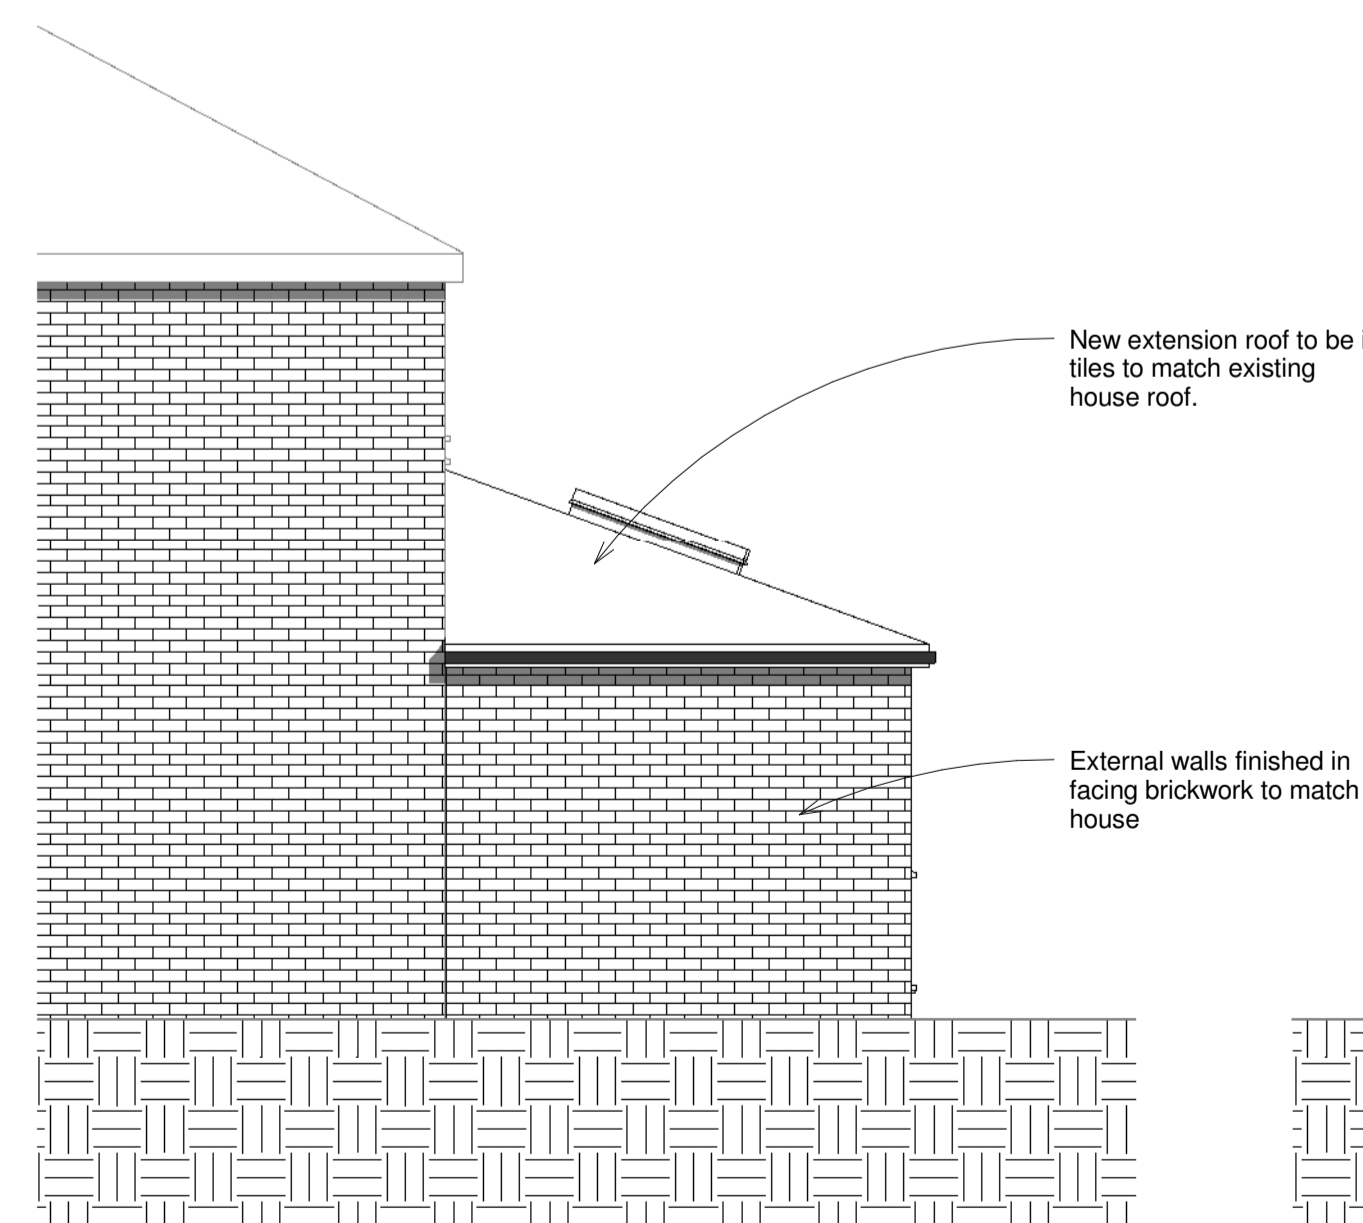 New extension roof to be
tiles to match existing
house roof.
External walls finished in
facing brickwork to match
house